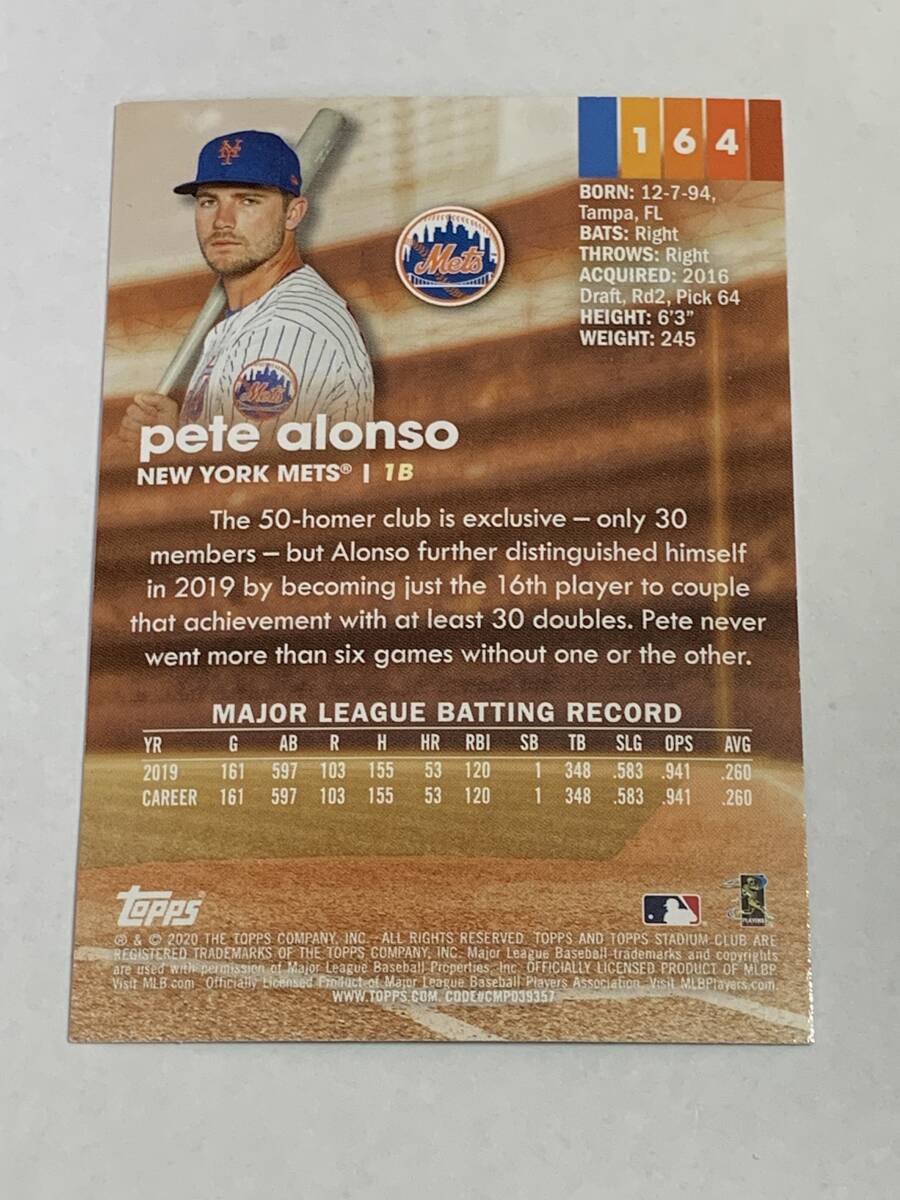 164
NY
BORN: 12-7-94,
Tampa, FL
BATS: Right
THROWS: Right
ACQUIRED: 2016
Draft, Rd2, Pick 64
HEIGHT: 6'3"
WEIGHT: 245
Mets
Mets
pete alonso
NEW YORK METS® | 1B
The 50-homer club is exclusive – only 30
members – but Alonso further distinguished himself
in 2019 by becoming just the 16th player to couple
that achievement with at least 30 doubles. Pete never
went more than six games without one or the other.
MAJOR LEAGUE BATTING RECORD
YR G AB R H HR RBI SB TB SLG OPS AVG
2019 161 597 103 155 53 120 1 348 .583 .941 .260
CAREER 161 597 103 155 53 120 1 348 .583 .941 .260
topps®
PLAYERS
® & © 2020 THE TOPPS COMPANY, INC. ALL RIGHTS RESERVED. TOPPS AND TOPPS STADIUM CLUB ARE
REGISTERED TRADEMARKS OF THE TOPPS COMPANY, INC. Major League Baseball trademarks and copyrights
are used with permission of Major League Baseball Properties, Inc. OFFICIALLY LICENSED PRODUCT OF MLBP
Visit MLB.com. Officially Licensed Product of Major League Baseball Players Association. Visit MLBPlayers.com.
WWW.TOPPS.COM. CODE#CMP039357